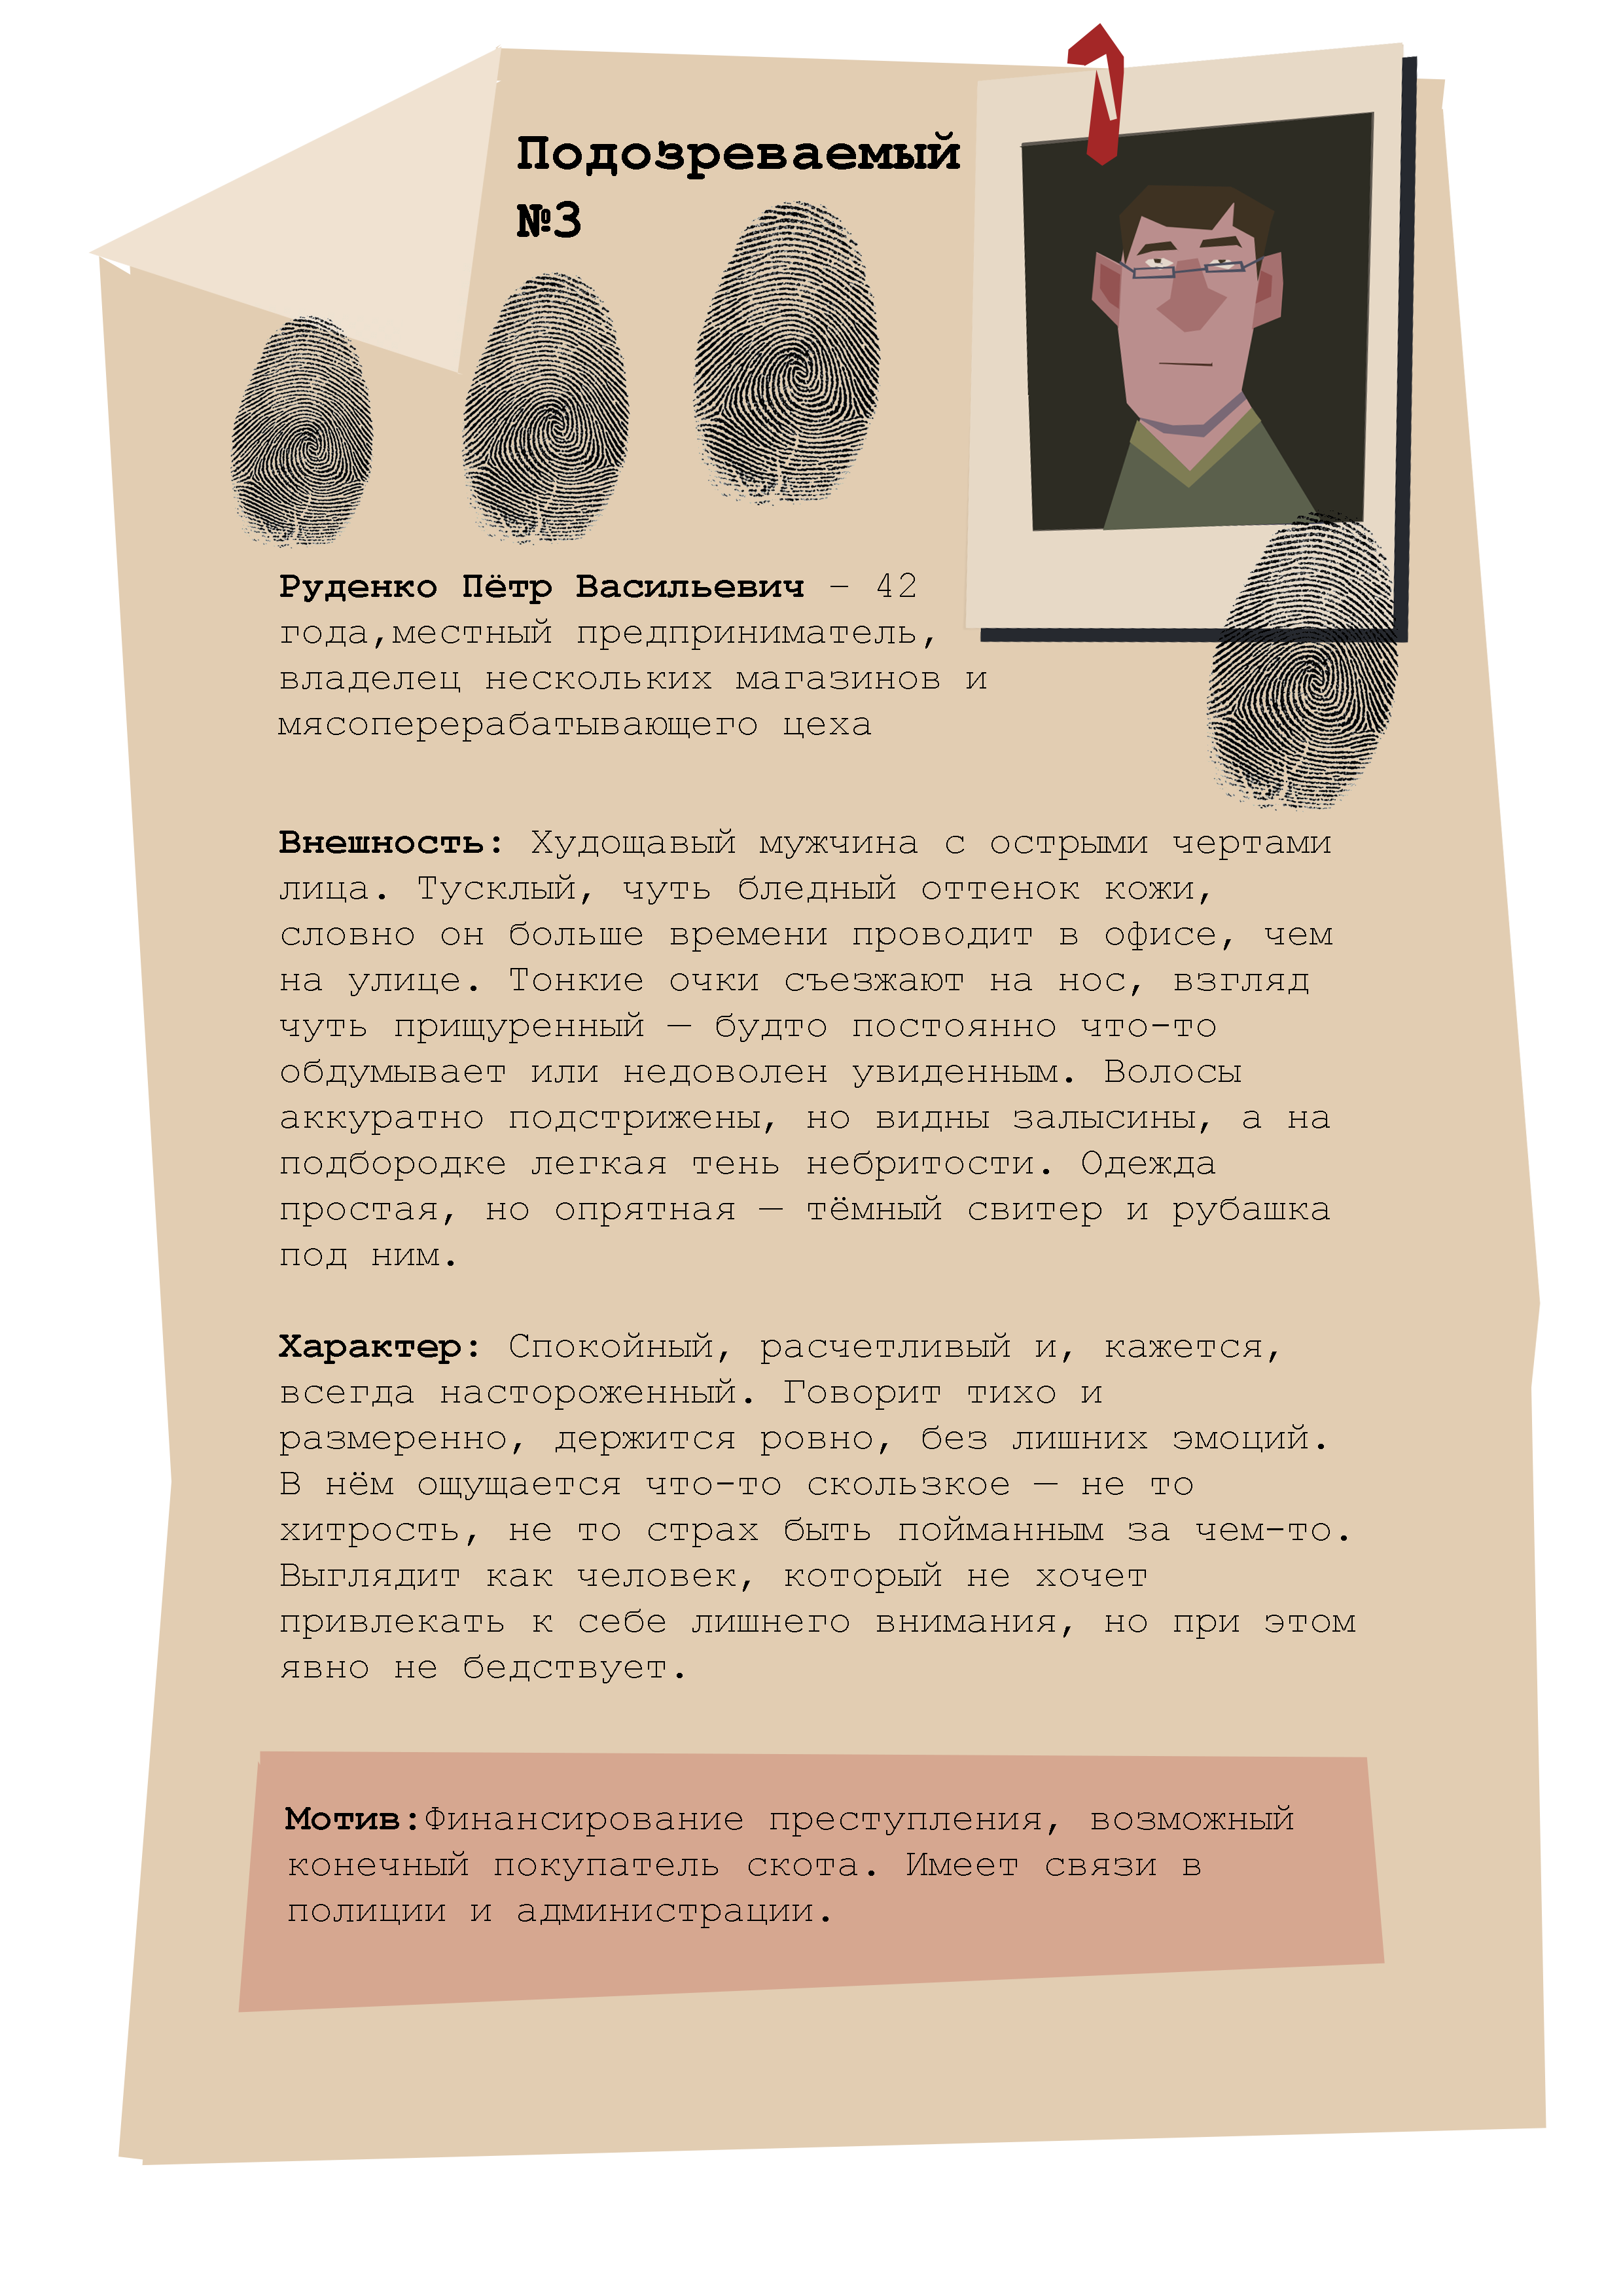 Подозреваемый
№3
Руденко Пётр Васильевич – 42
года,местный предприниматель,
владелец нескольких магазинов и
мясоперерабатывающего цеха
Внешность: Худощавый мужчина с острыми чертами
лица. Тусклый, чуть бледный оттенок кожи,
словно он больше времени проводит в офисе, чем
на улице. Тонкие очки съезжают на нос, взгляд
чуть прищуренный — будто постоянно что-то
обдумывает или недоволен увиденным. Волосы
аккуратно подстрижены, но видны залысины, а на
подбородке легкая тень небритости. Одежда
простая, но опрятная — тёмный свитер и рубашка
под ним.
Характер: Спокойный, расчетливый и, кажется,
всегда настороженный. Говорит тихо и
размеренно, держится ровно, без лишних эмоций.
В нём ощущается что-то скользкое — не то
хитрость, не то страх быть пойманным за чем-то.
Выглядит как человек, который не хочет
привлекать к себе лишнего внимания, но при этом
явно не бедствует.
Мотив:Финансирование преступления, возможный
конечный покупатель скота. Имеет связи в
полиции и администрации.